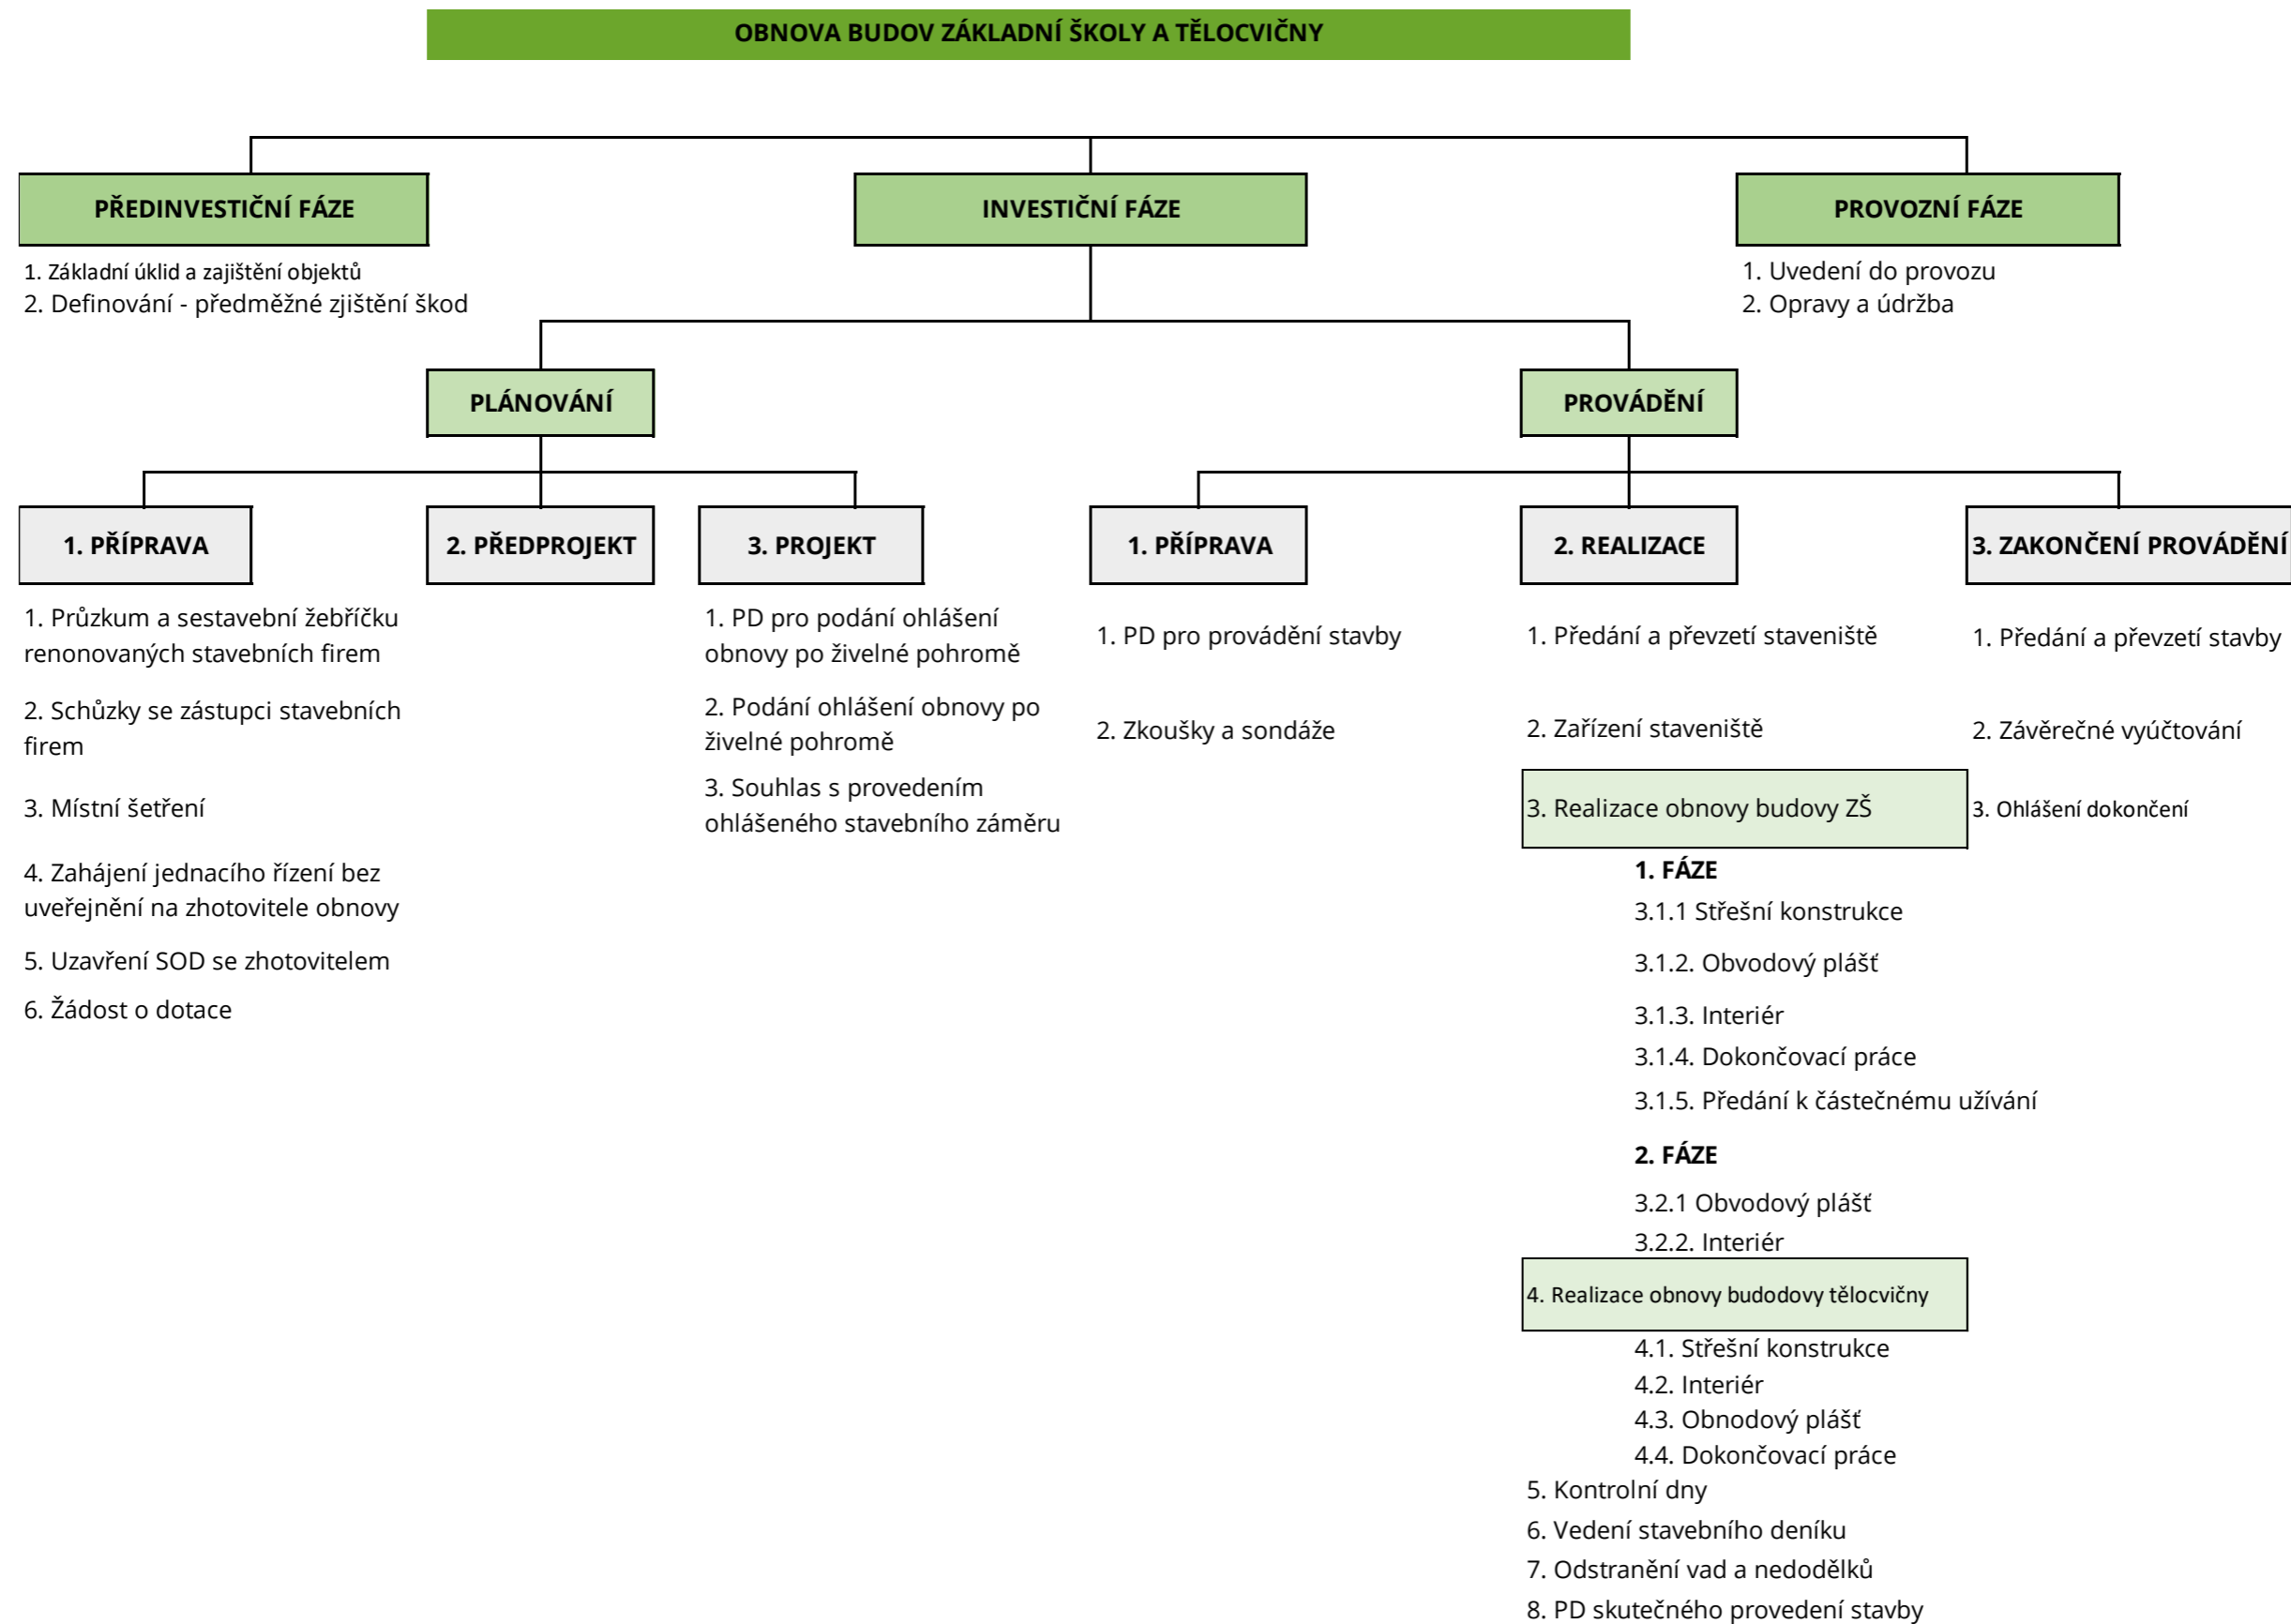 OBNOVA BUDOV ZÁKLADNÍ ŠKOLY A TĚLOCVIČNY
PŘEDINVESTIČNÍ FÁZE
1. Základní úklid a zajištění objektů
2. Definování - předměžné zjištění škod
INVESTIČNÍ FÁZE
PROVOZNÍ FÁZE
1. Uvedení do provozu
2. Opravy a údržba
PLÁNOVÁNÍ
PROVÁDĚNÍ
1. PŘÍPRAVA
1. Průzkum a sestavební žebříčku
renonovaných stavebních firem
2. Schůzky se zástupci stavebních
firem
3. Místní šetření
4. Zahájení jednacího řízení bez
uveřejnění na zhotovitele obnovy
5. Uzavření SOD se zhotovitelem
6. Žádost o dotace
2. PŘEDPROJEKT
3. PROJEKT
1. PD pro podání ohlášení
obnovy po živelné pohromě
2. Podání ohlášení obnovy po
živelné pohromě
3. Souhlas s provedením
ohlášeného stavebního záměru
1. PŘÍPRAVA
1. PD pro provádění stavby
2. Zkoušky a sondáže
2. REALIZACE
1. Předání a převzetí staveniště
2. Zařízení staveniště
3. Realizace obnovy budovy ZŠ
1. FÁZE
3.1.1 Střešní konstrukce
3.1.2. Obvodový plášť
3.1.3. Interiér
3.1.4. Dokončovací práce
3.1.5. Předání k částečnému užívání
2. FÁZE
3.2.1 Obvodový plášť
3.2.2. Interiér
4. Realizace obnovy budodovy tělocvičny
4.1. Střešní konstrukce
4.2. Interiér
4.3. Obnodový plášť
4.4. Dokončovací práce
5. Kontrolní dny
6. Vedení stavebního deníku
7. Odstranění vad a nedodělků
8. PD skutečného provedení stavby
3. ZAKONČENÍ PROVÁDĚNÍ
1. Předání a převzetí stavby
2. Závěrečné vyúčtování
3. Ohlášení dokončení